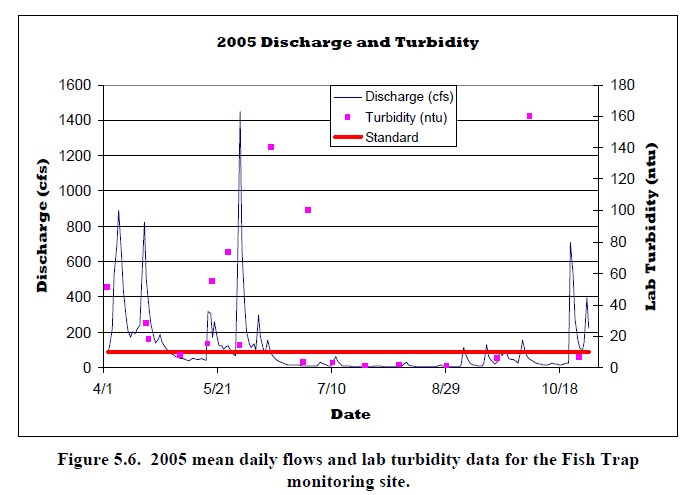 2005 Discharge and Turbidity
Discharge (cfs)
Turbidity (ntu)
Standard
1600
1400
1200
1000
800
600
400
200
0
180
160
140
120
100
80
60
40
20
0
Discharge (cfs)
Lab Turbidity (ntu)
4/1 5/21 7/10 8/29 10/18
Date
Figure 5.6. 2005 mean daily flows and lab turbidity data for the Fish Trap
monitoring site.